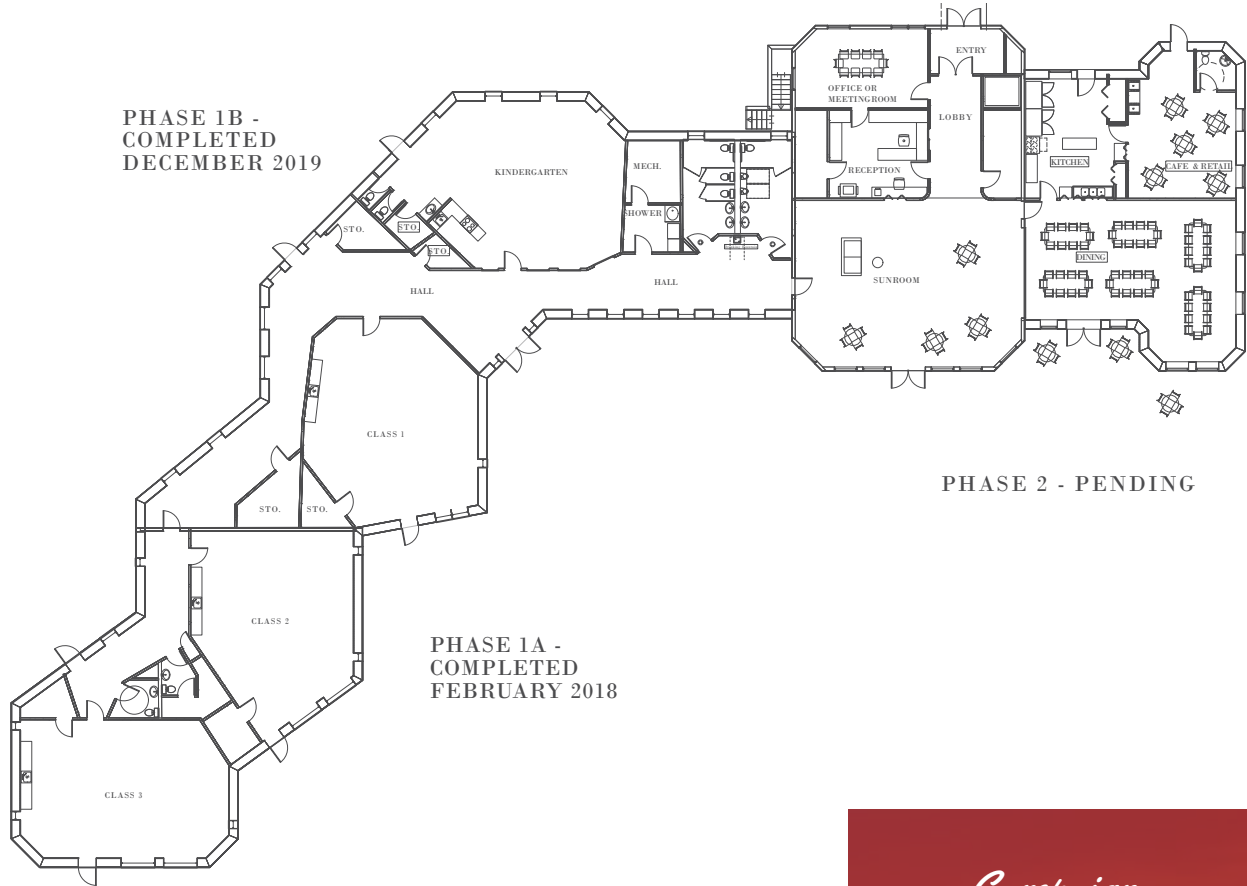 PHASE 1B -
COMPLETED
DECEMBER 2019
ENTRY
OFFICE OR
MEETINGROOM
LOBBY
RECEPTION
KITCHEN
CAFE & RETAIL
KINDERGARTEN
MECH.
SHOWER
STO.
STO.
STO.
HALL
HALL
SUNROOM
DINING
CLASS 1
STO.
STO.
PHASE 2 - PENDING
CLASS 2
PHASE 1A -
COMPLETED
FEBRUARY 2018
CLASS 3